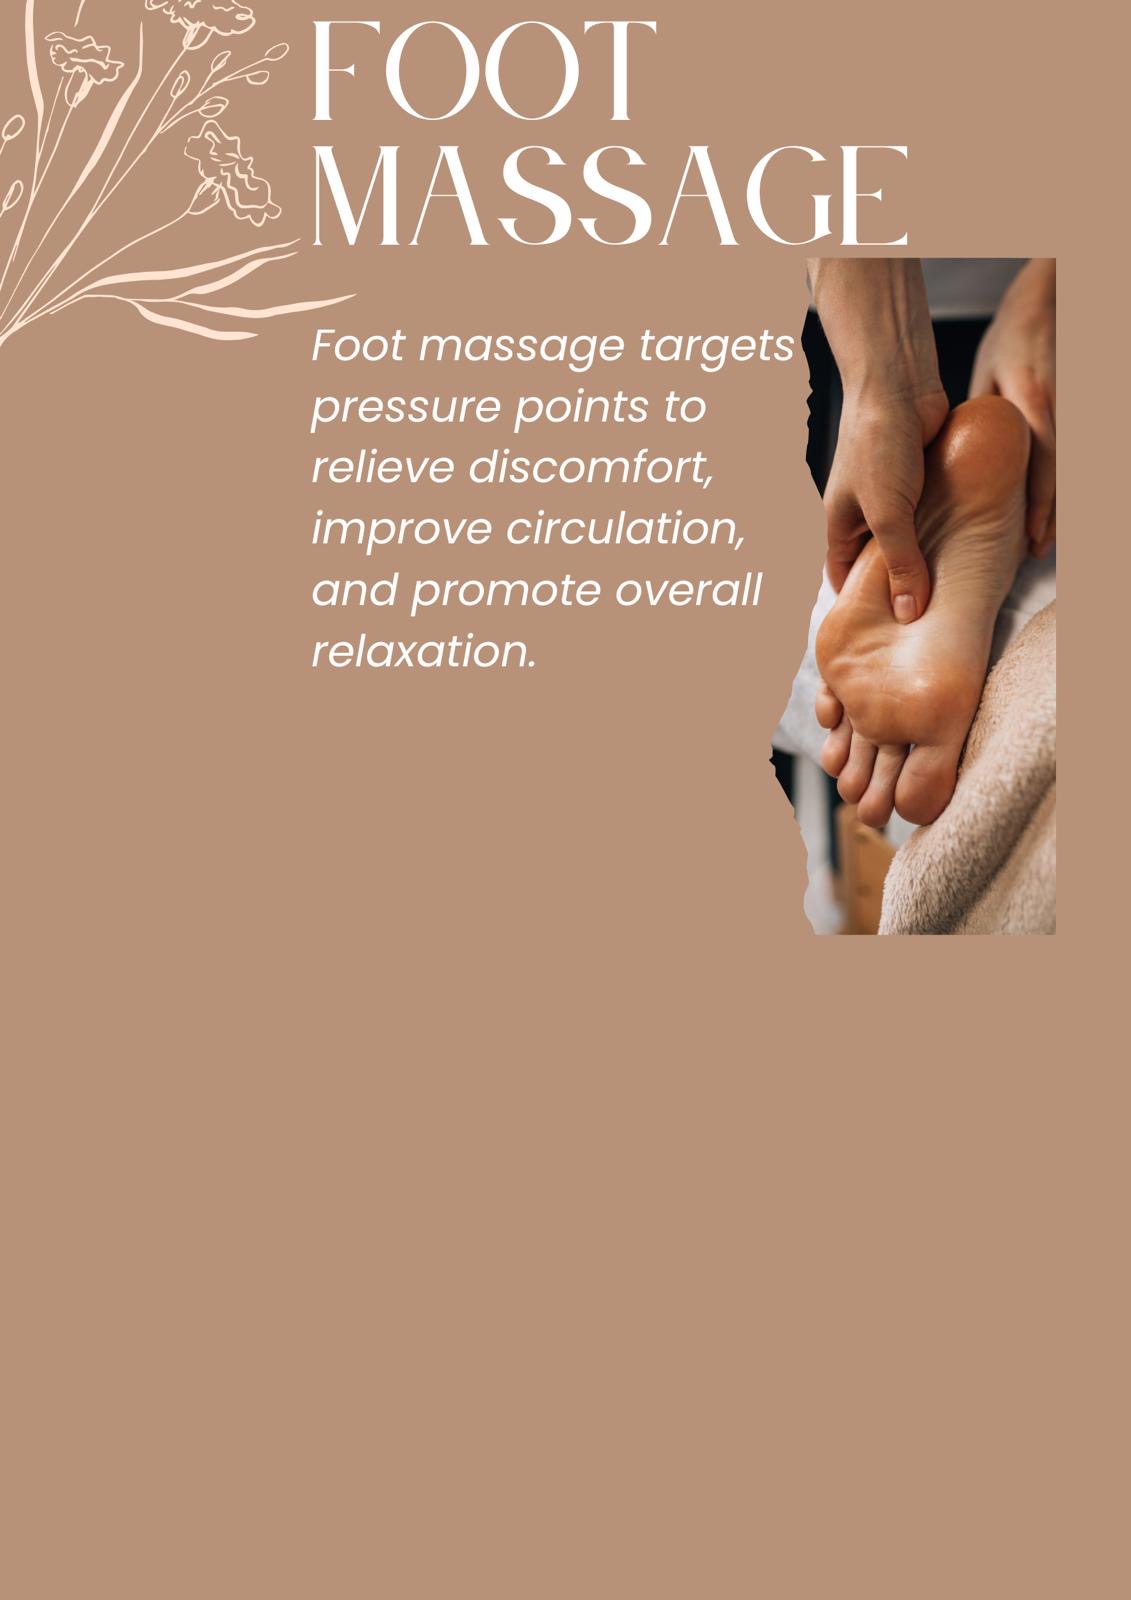 FOOT
MASSAGE
Foot massage targets
pressure points to
relieve discomfort,
improve circulation,
and promote overall
relaxation.